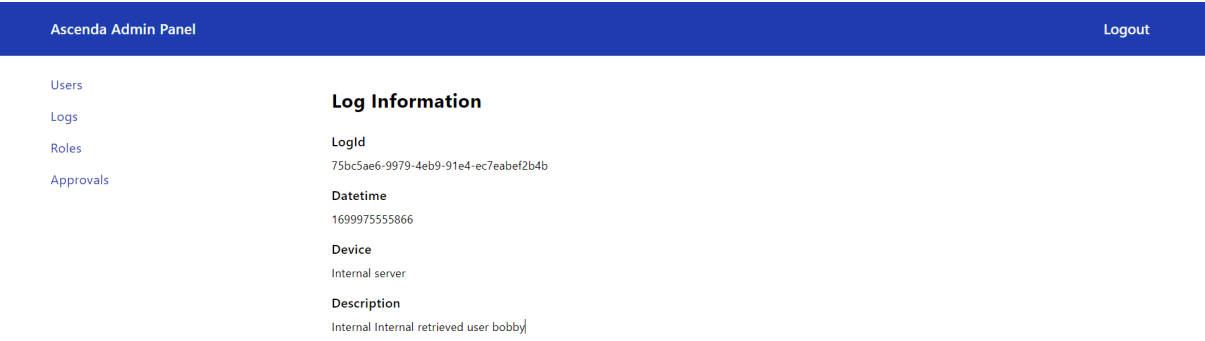 Ascenda Admin Panel
Logout
Users
Logs
Roles
Approvals
Log Information
LogId
75bc5ae6-9979-4eb9-91e4-ec7eabef2b4b
Datetime
1699975555866
Device
Internal server
Description
Internal Internal retrieved user bobby